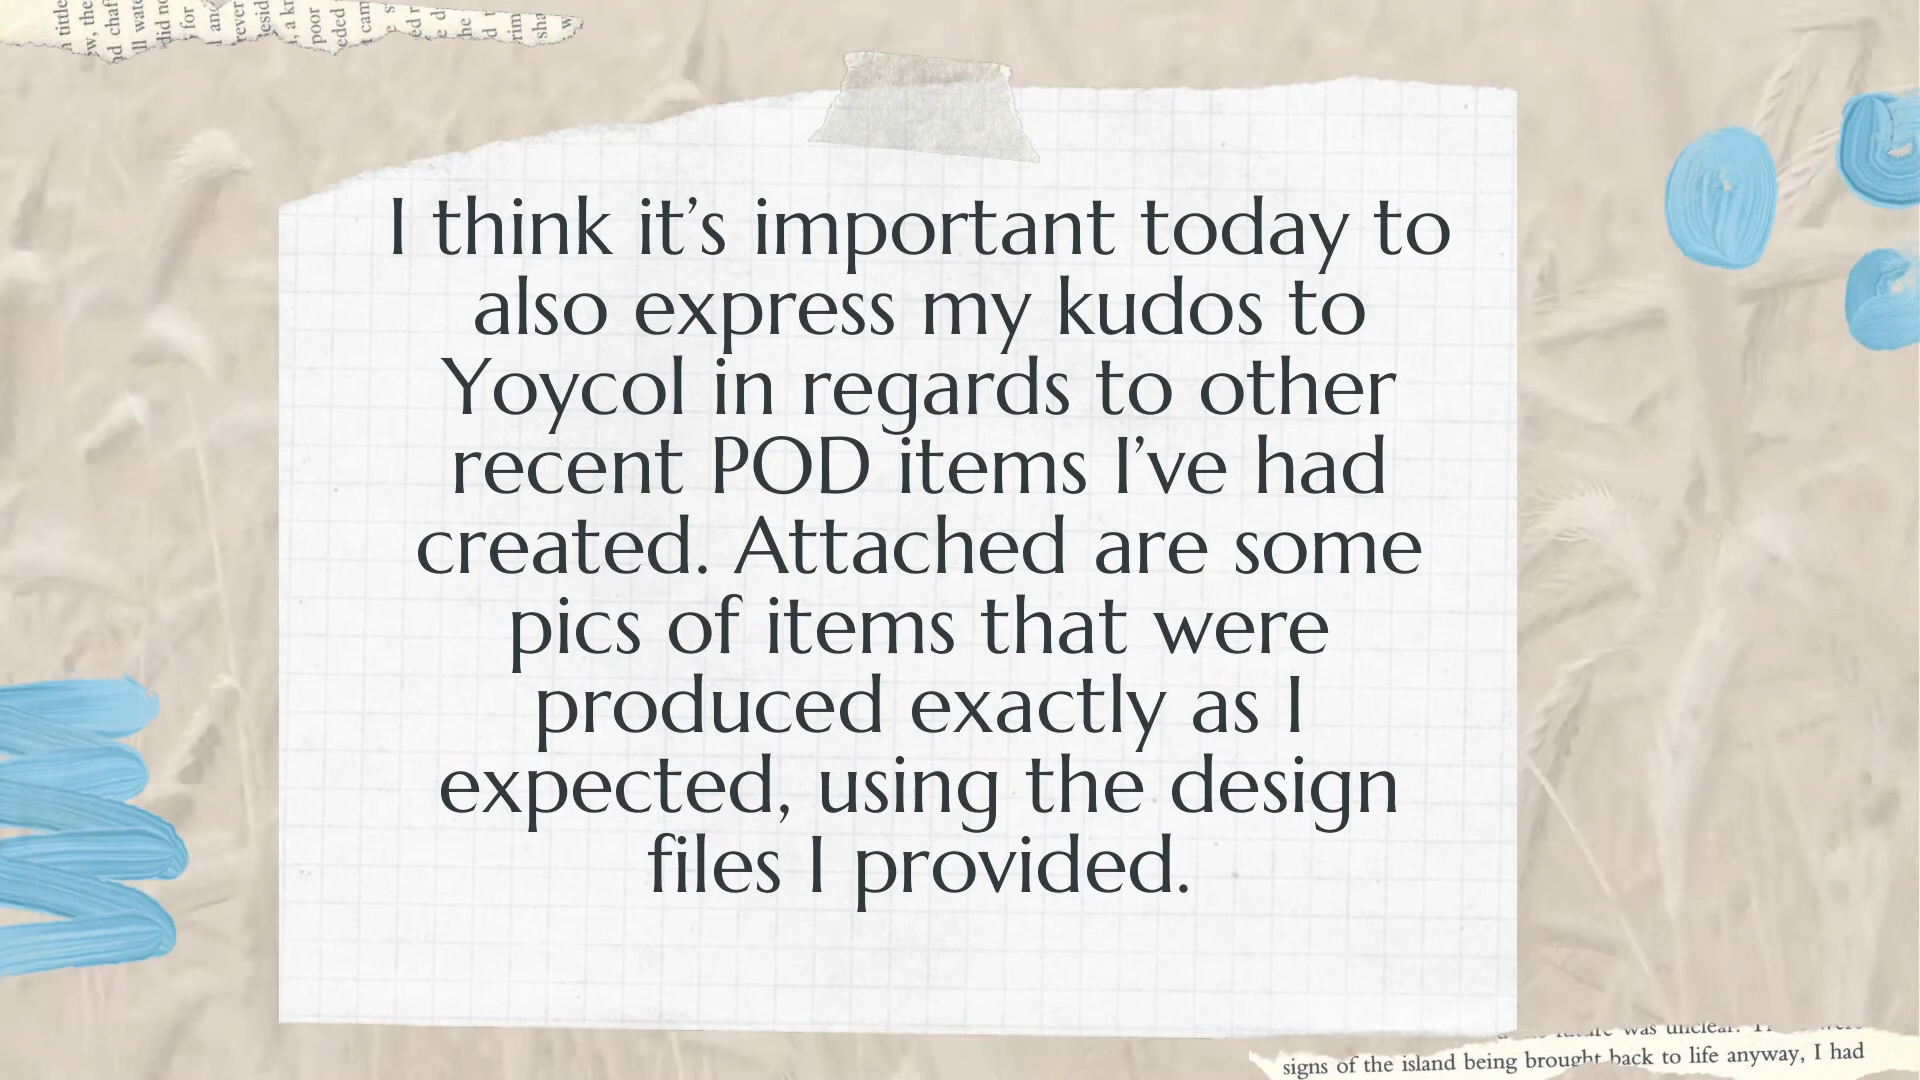 I think it’s important today to
also express my kudos to
Yoycol in regards to other
recent POD items I’ve had
created. Attached are some
pics of items that were
produced exactly as I
expected, using the design
files I provided.
was unclear.
signs of the island being brought back to life anyway, I had